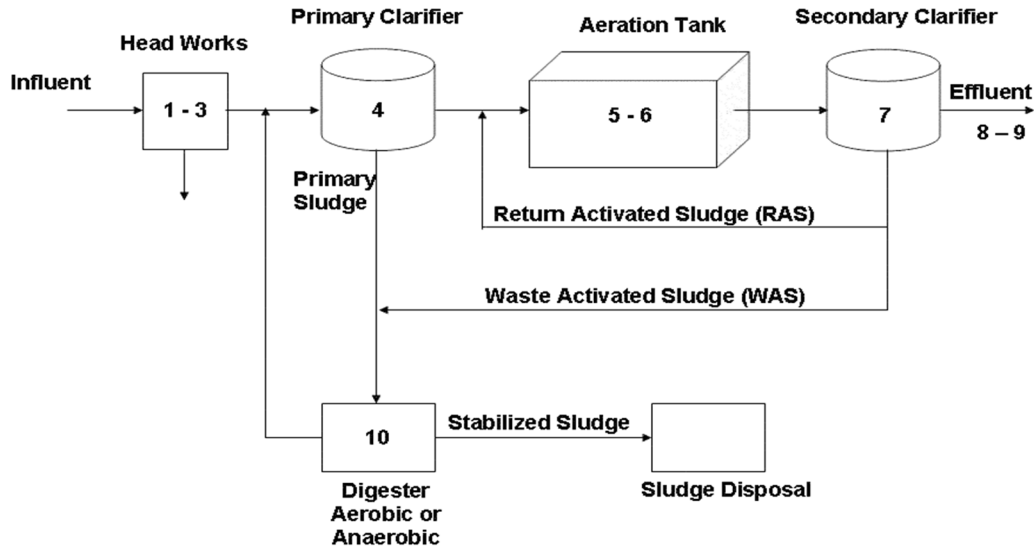 Primary Clarifier
Aeration Tank
Secondary Clarifier
Head Works
Influent
1 - 3
4
5 - 6
7
Effluent
8 – 9
Primary
Sludge
Return Activated Sludge (RAS)
Waste Activated Sludge (WAS)
10
Stabilized Sludge
Digester
Aerobic or
Anaerobic
Sludge Disposal